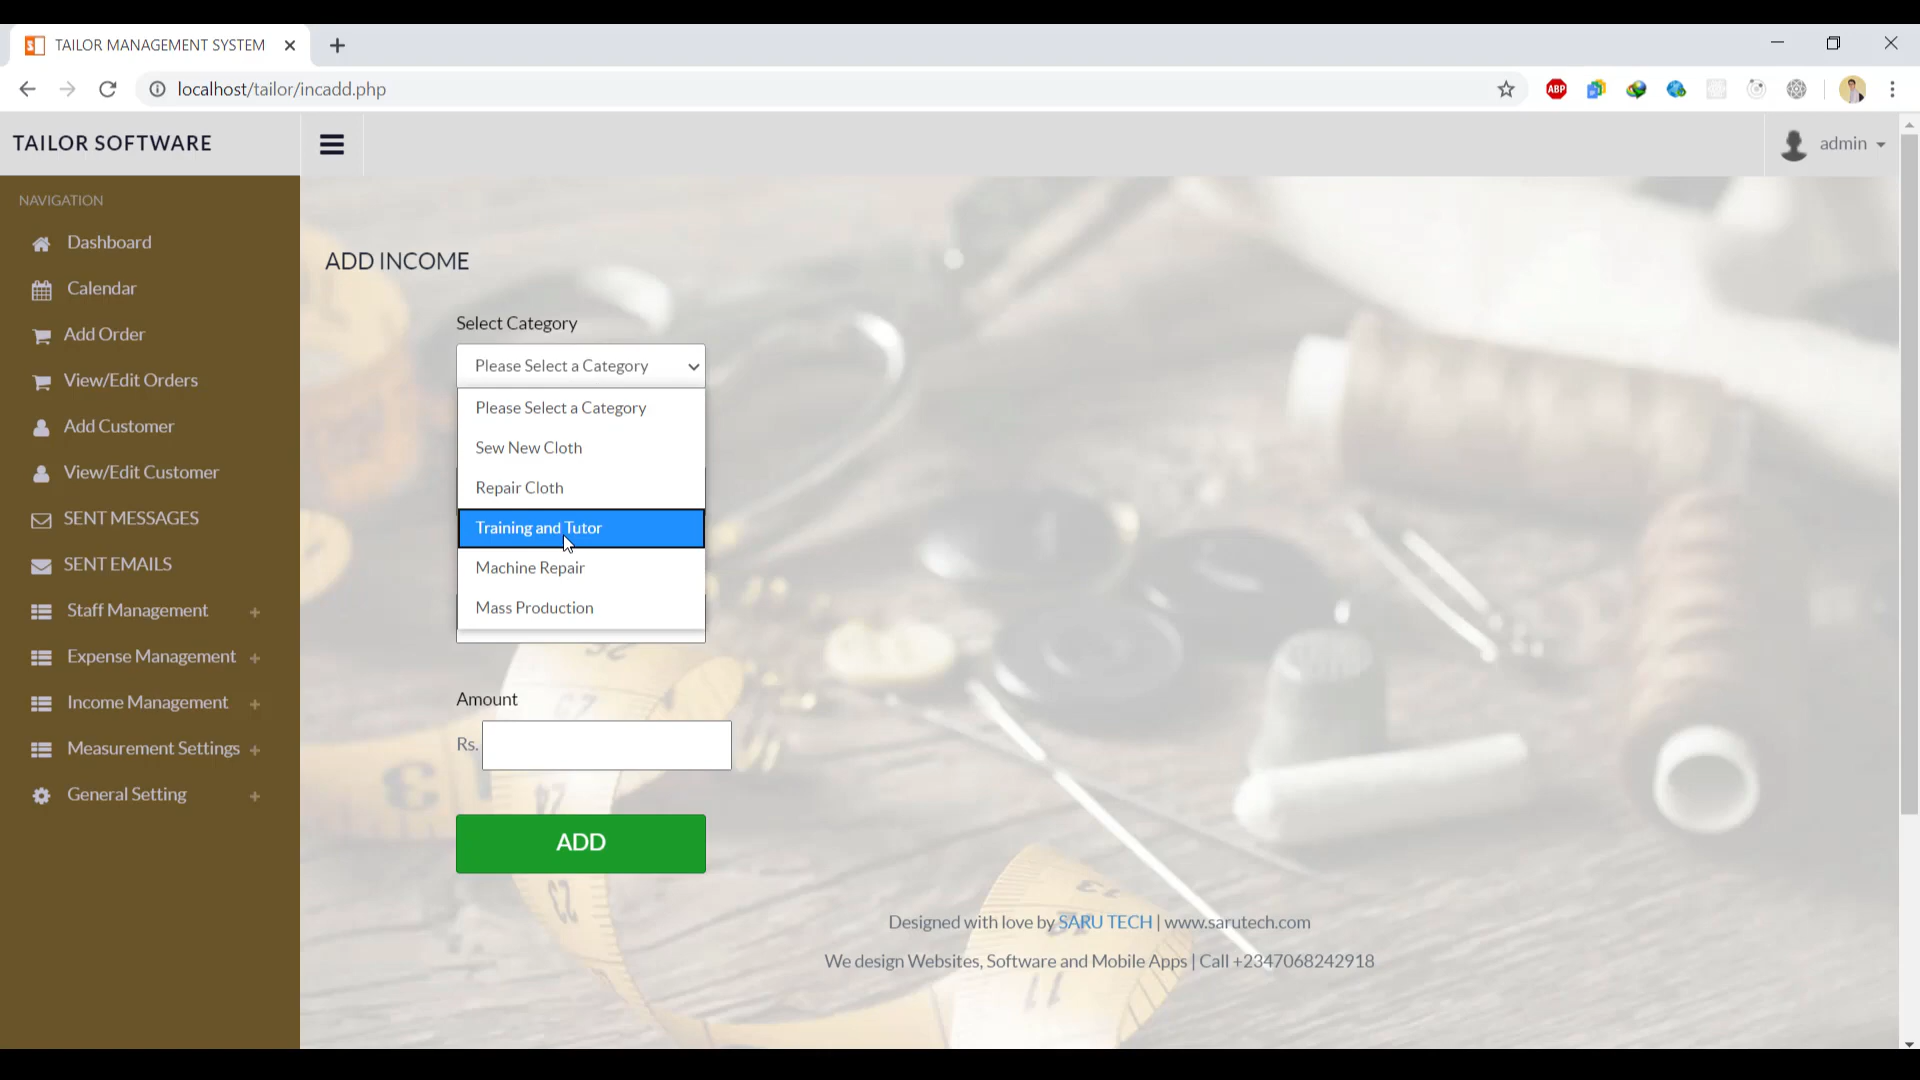 TAILOR MANAGEMENT SYSTEM
localhost/tailor/incadd.php
ABP
TAILOR SOFTWARE
admin
NAVIGATION
Dashboard
Calendar
Add Order
View/Edit Orders
Add Customer
View/Edit Customer
SENT MESSAGES
SENT EMAILS
Staff Management +
Expense Management +
Income Management +
Measurement Settings +
General Setting +
ADD INCOME
Select Category
Please Select a Category
Please Select a Category
Sew New Cloth
Repair Cloth
Training and Tutor
Machine Repair
Mass Production
Amount
Rs.
ADD
Designed with love by SARU TECH | www.sarutech.com
We design Websites, Software and Mobile Apps | Call +2347068242918